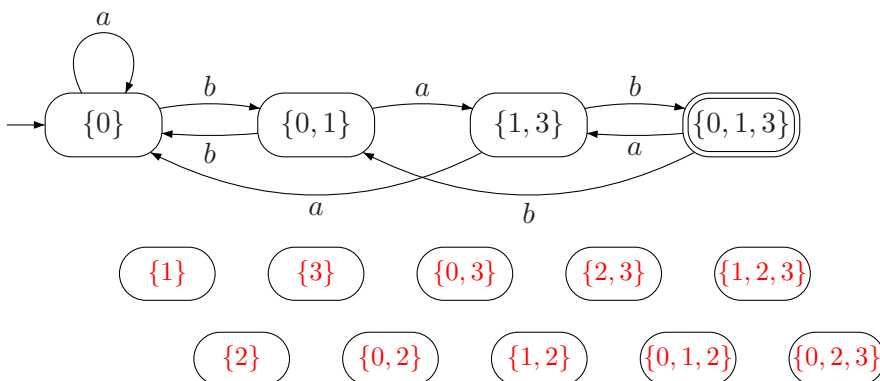 a
b a b
{0} {0, 1} {1, 3} {0, 1, 3}
b a
a b
{1} {3} {0, 3} {2, 3} {1, 2, 3}
{2} {0, 2} {1, 2} {0, 1, 2} {0, 2, 3}